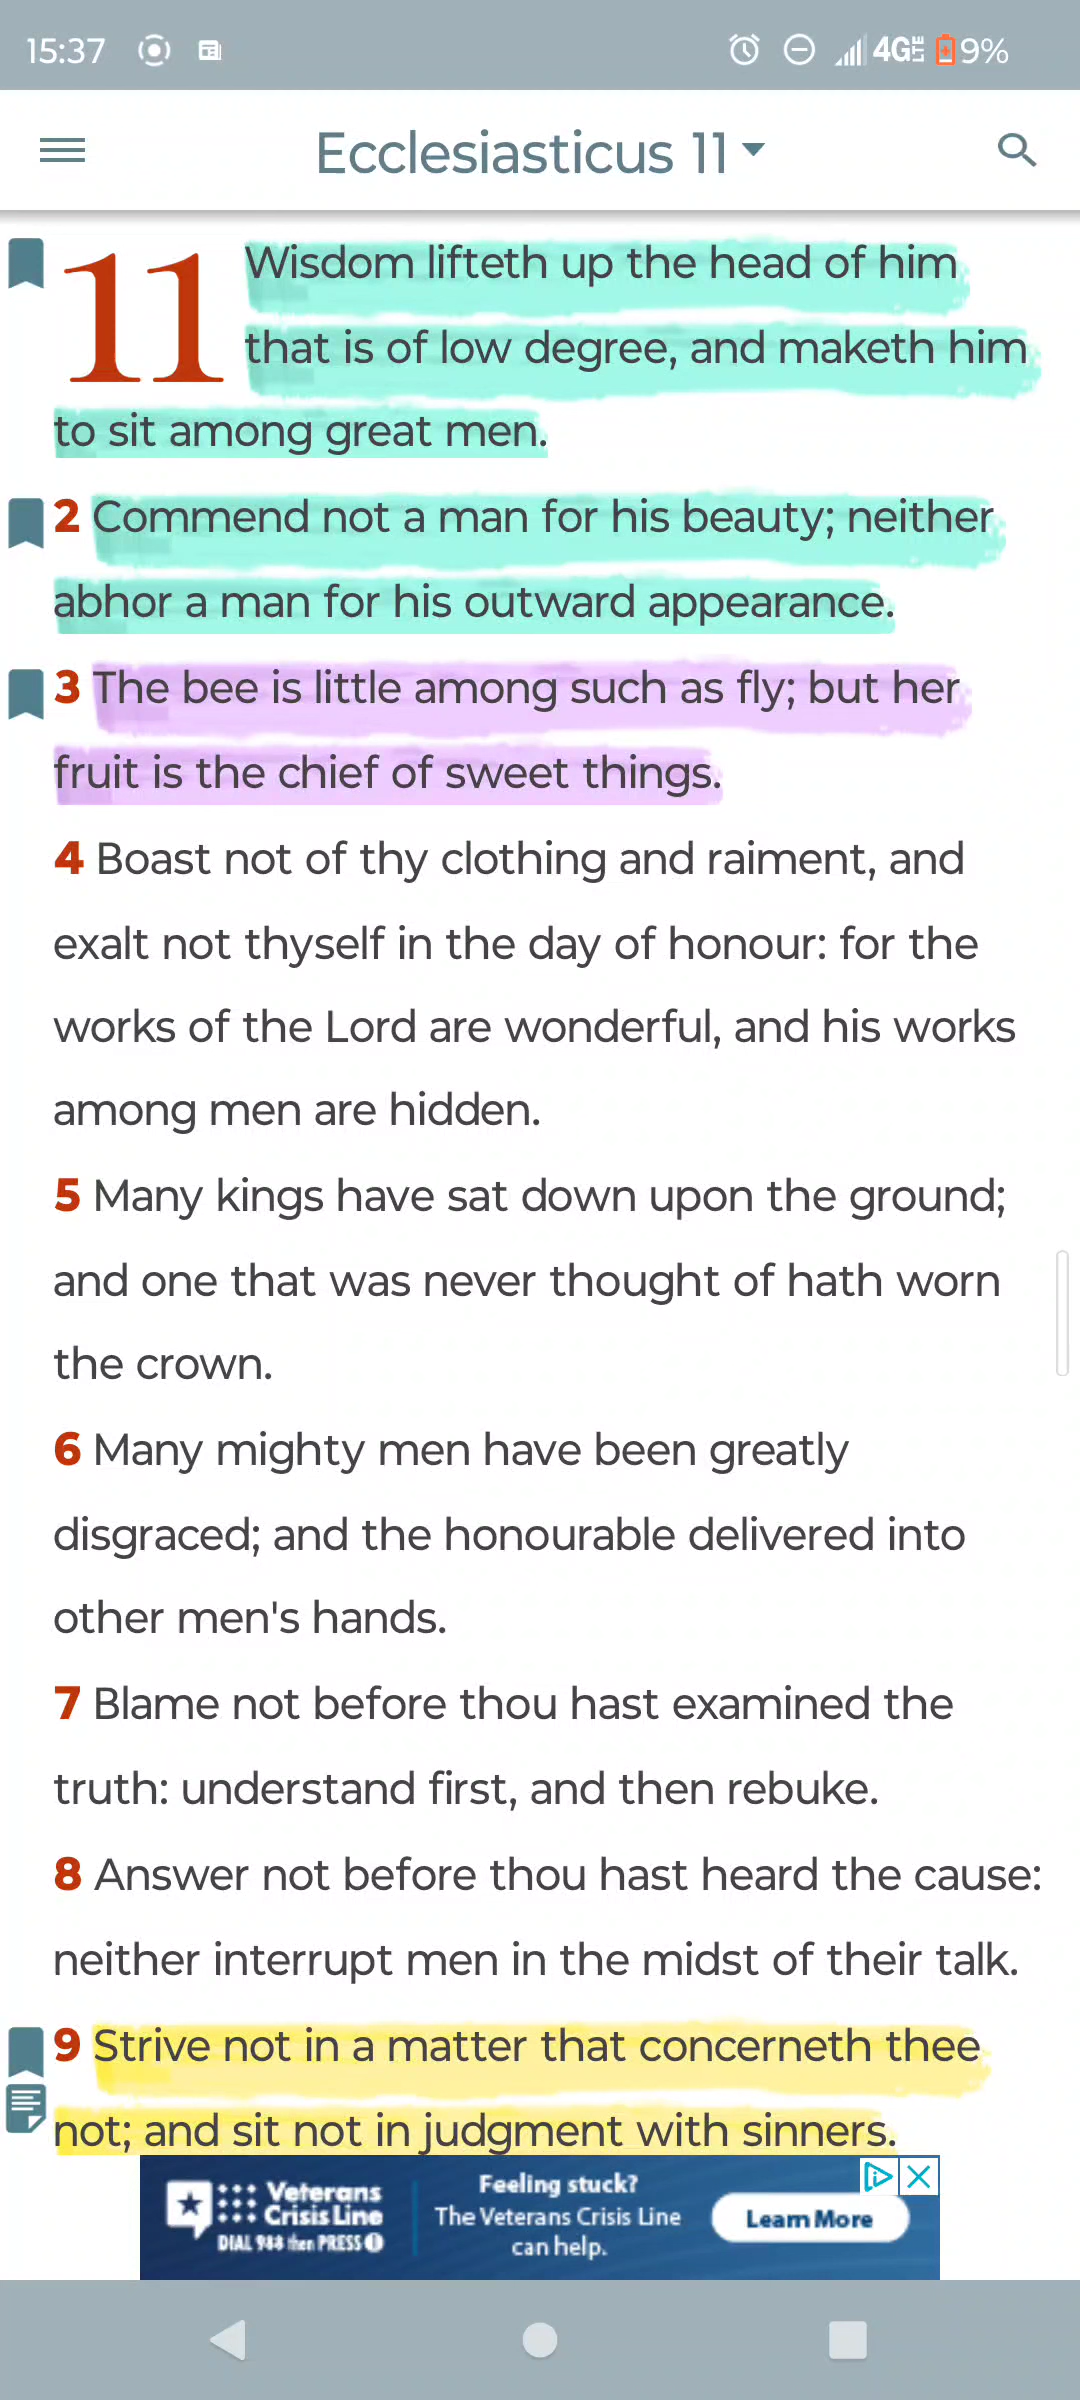 15:37
4G LTE 9%
Ecclesiasticus 11
11 Wisdom lifteth up the head of him
that is of low degree, and maketh him
to sit among great men.
2 Commend not a man for his beauty; neither
abhor a man for his outward appearance.
3 The bee is little among such as fly; but her
fruit is the chief of sweet things.
4 Boast not of thy clothing and raiment, and
exalt not thyself in the day of honour: for the
works of the Lord are wonderful, and his works
among men are hidden.
5 Many kings have sat down upon the ground;
and one that was never thought of hath worn
the crown.
6 Many mighty men have been greatly
disgraced; and the honourable delivered into
other men's hands.
7 Blame not before thou hast examined the
truth: understand first, and then rebuke.
8 Answer not before thou hast heard the cause:
neither interrupt men in the midst of their talk.
9 Strive not in a matter that concerneth thee
not; and sit not in judgment with sinners.
Veterans
Crisis Line
DIAL 988 then PRESS 1
Feeling stuck?
The Veterans Crisis Line
can help.
Learn More